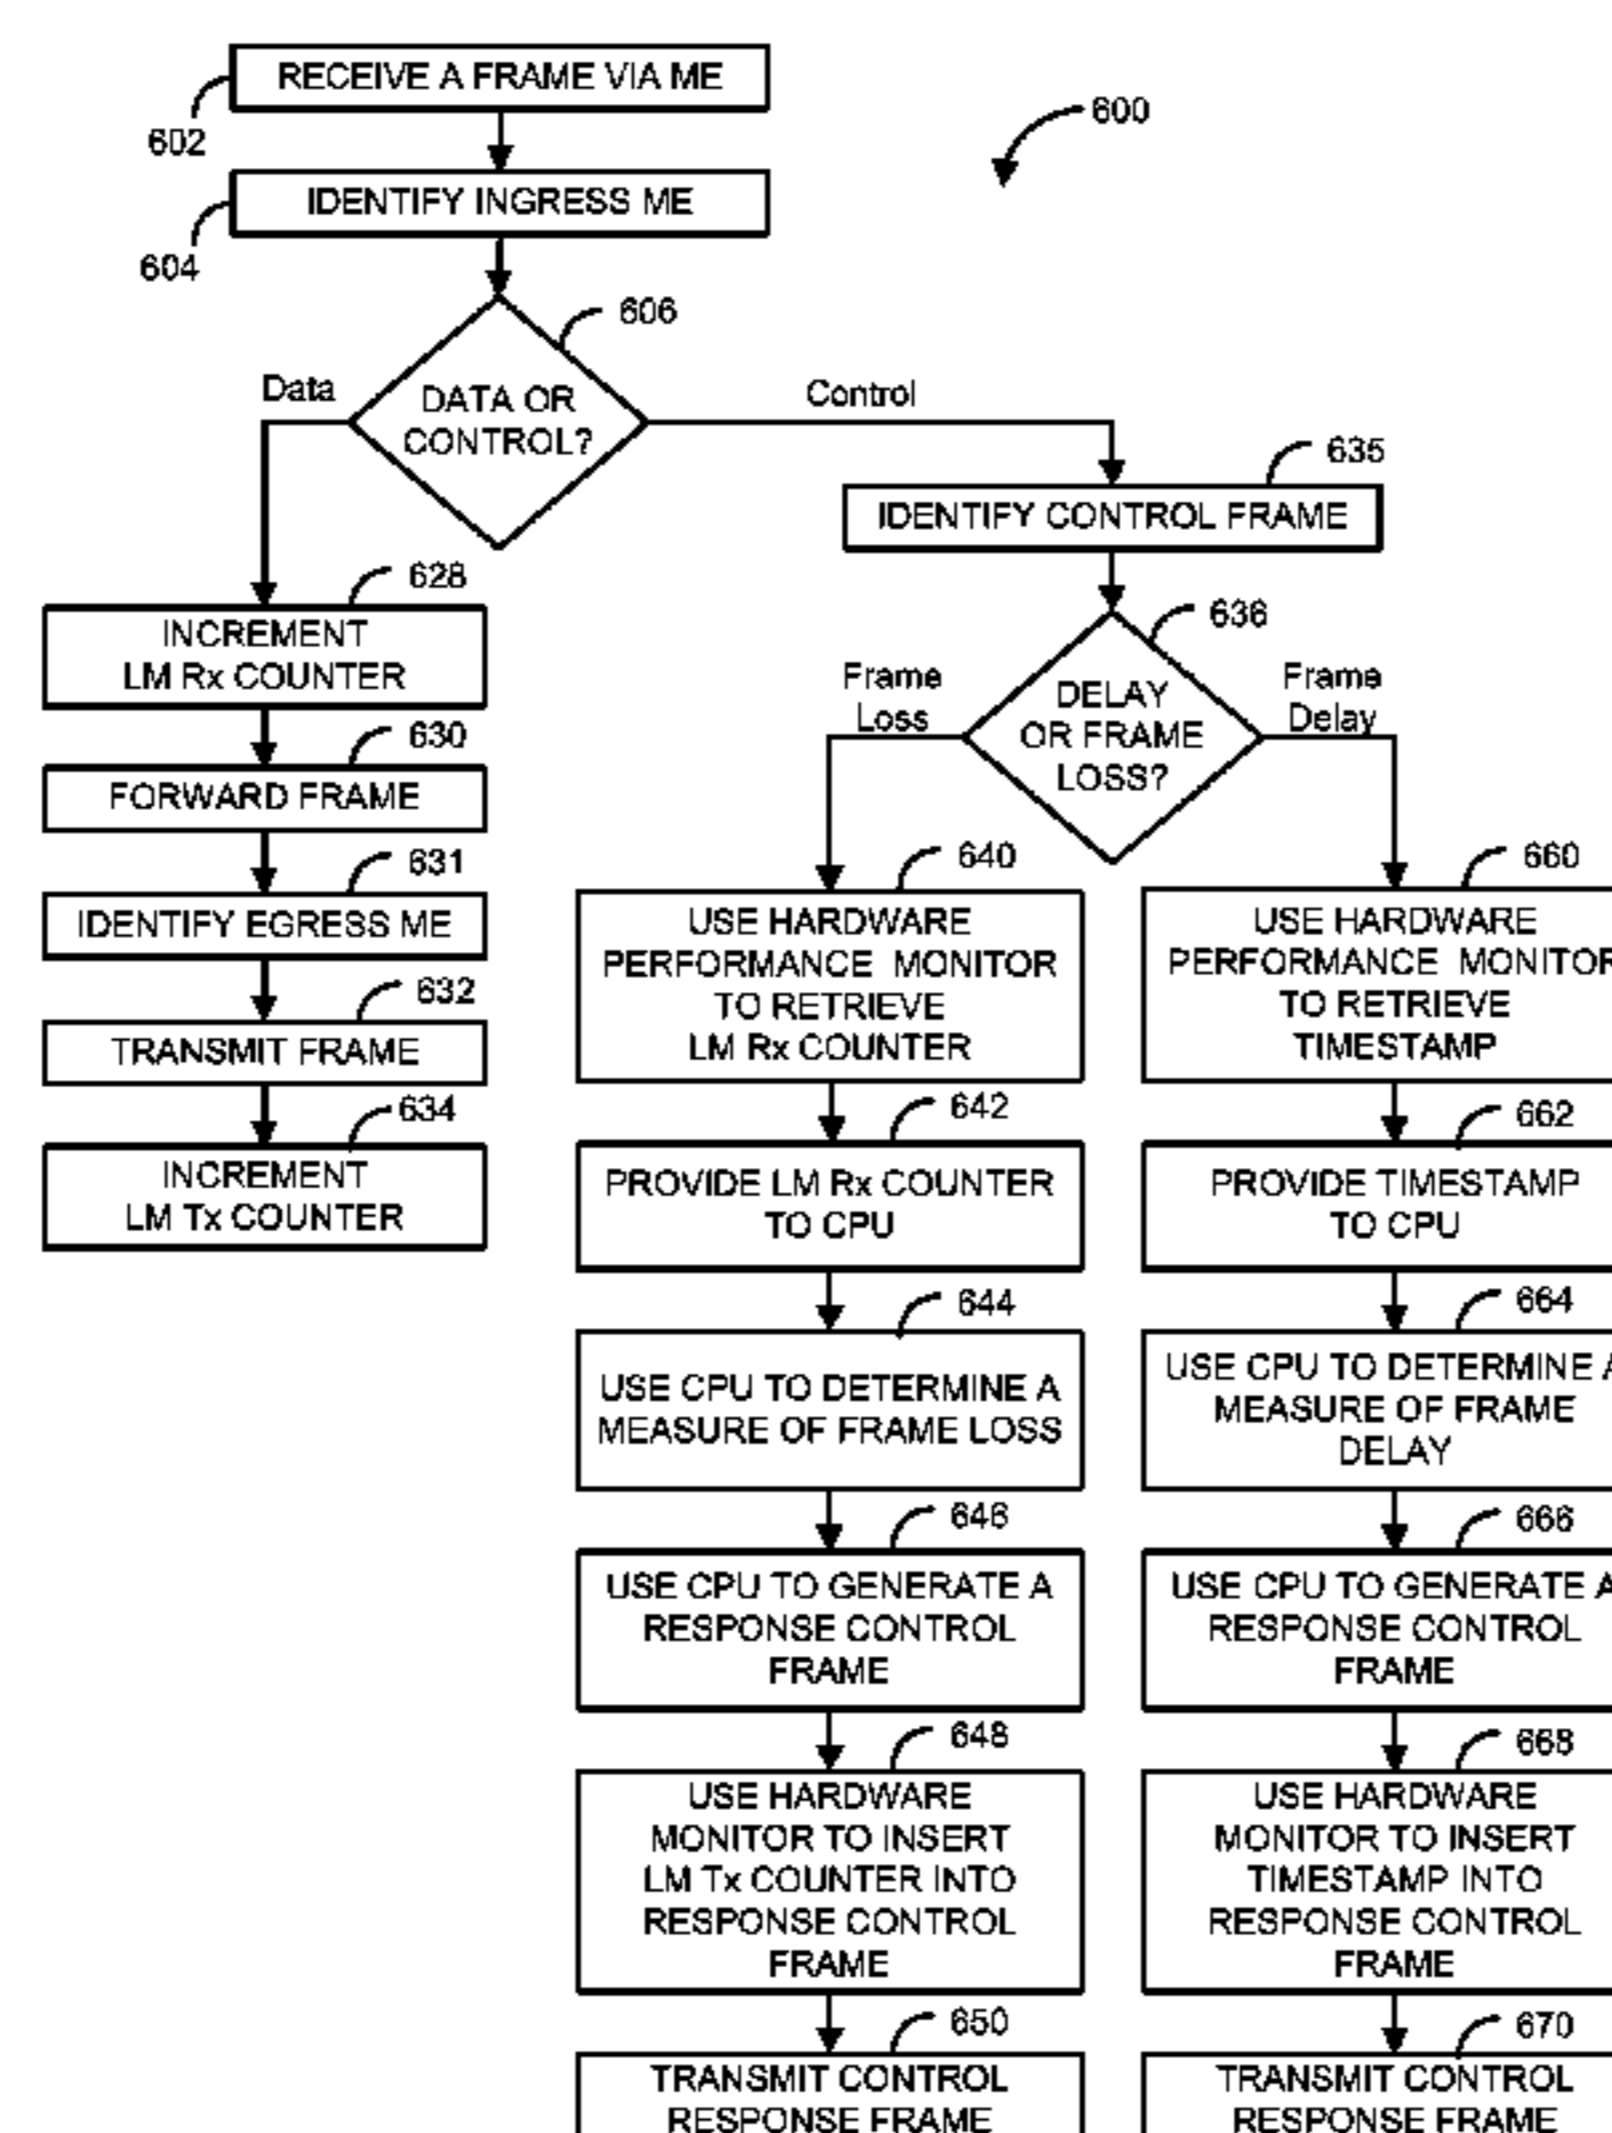 RECEIVE A FRAME VIA ME
602
600
IDENTIFY INGRESS ME
604
606
DATA OR
CONTROL?
Data
Control
628
INCREMENT
LM Rx COUNTER
630
FORWARD FRAME
631
IDENTIFY EGRESS ME
632
TRANSMIT FRAME
634
INCREMENT
LM Tx COUNTER
635
IDENTIFY CONTROL FRAME
636
DELAY
OR FRAME
LOSS?
Frame
Loss
Frame
Delay
640
USE HARDWARE
PERFORMANCE MONITOR
TO RETRIEVE
LM Rx COUNTER
642
PROVIDE LM Rx COUNTER
TO CPU
644
USE CPU TO DETERMINE A
MEASURE OF FRAME LOSS
646
USE CPU TO GENERATE A
RESPONSE CONTROL
FRAME
648
USE HARDWARE
MONITOR TO INSERT
LM Tx COUNTER INTO
RESPONSE CONTROL
FRAME
650
TRANSMIT CONTROL
RESPONSE FRAME
660
USE HARDWARE
PERFORMANCE MONITOR
TO RETRIEVE
TIMESTAMP
662
PROVIDE TIMESTAMP
TO CPU
664
USE CPU TO DETERMINE A
MEASURE OF FRAME
DELAY
666
USE CPU TO GENERATE A
RESPONSE CONTROL
FRAME
668
USE HARDWARE
MONITOR TO INSERT
TIMESTAMP INTO
RESPONSE CONTROL
FRAME
670
TRANSMIT CONTROL
RESPONSE FRAME